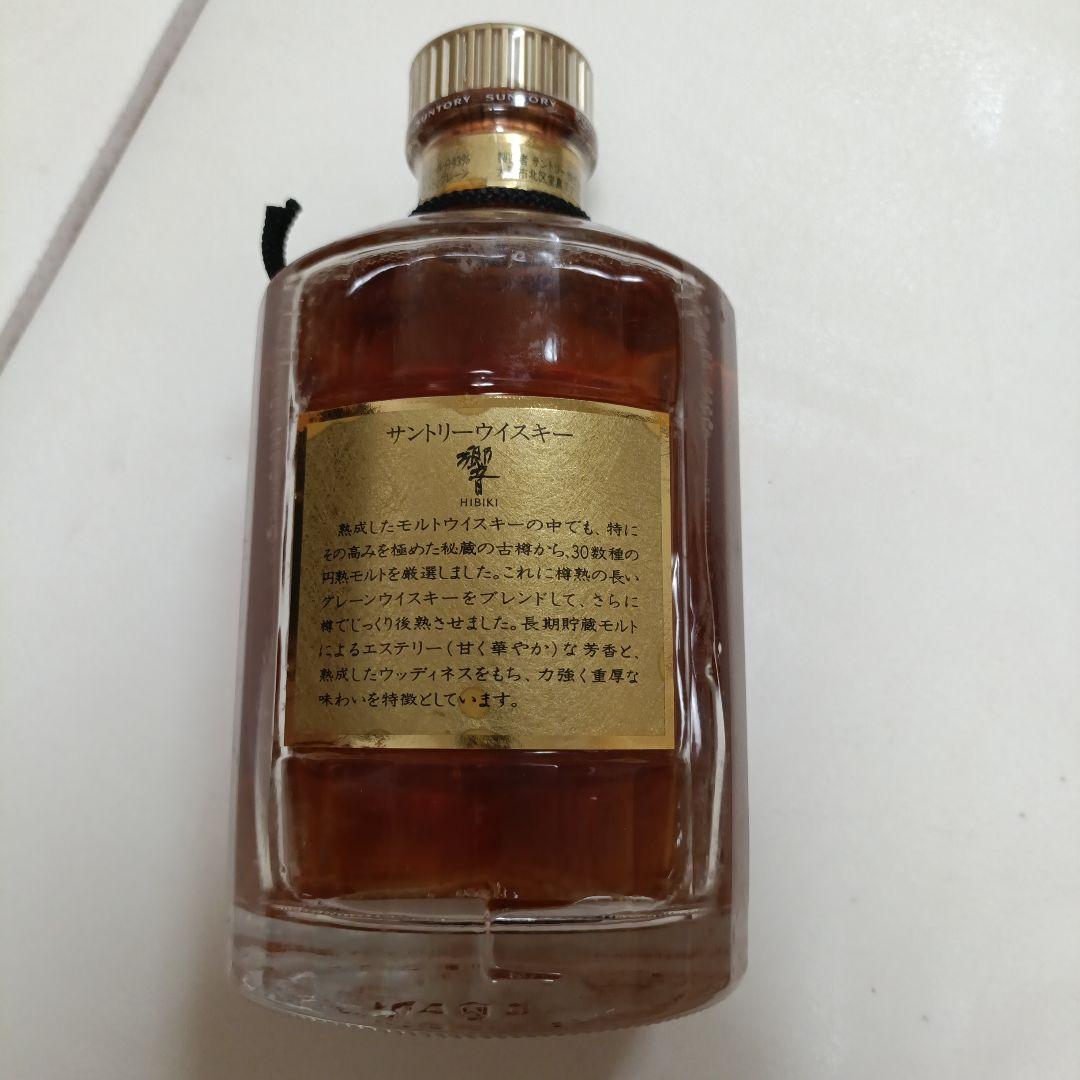 SUNTORY SUNTORY
43%
サントリーウイスキー
響
HIBIKI
熟成したモルトウイスキーの中でも、特に
その高みを極めた秘蔵の古樽から、30数種の
円熟モルトを厳選しました。これに樽熟の長い
グレーンウイスキーをブレンドして、さらに
樽でじっくり後熟させました。長期貯蔵モルト
によるエステリー(甘く華やか)な芳香と、
熟成したウッディネスをもち、力強く重厚な
味わいを特徴としています。